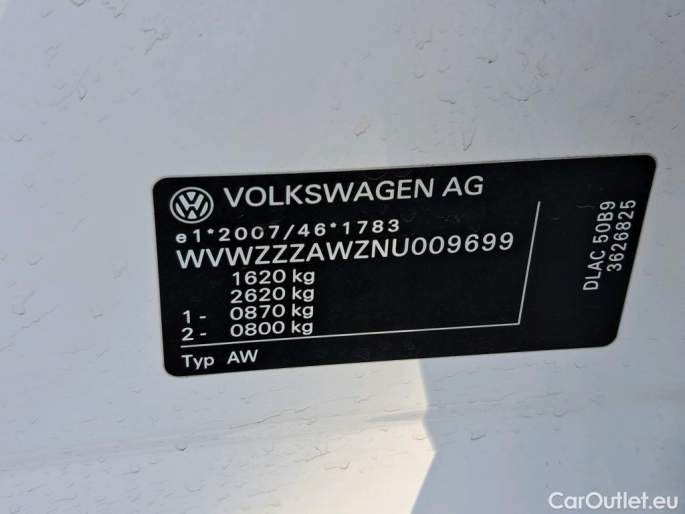 VOLKSWAGEN AG
e1*2007/46*1783
WVWZZZAWZNU009699
1620 kg
2620 kg
1 - 0870 kg
2 - 0800 kg
Typ AW
DLAC 50B9
3626825
CarOutlet.eu